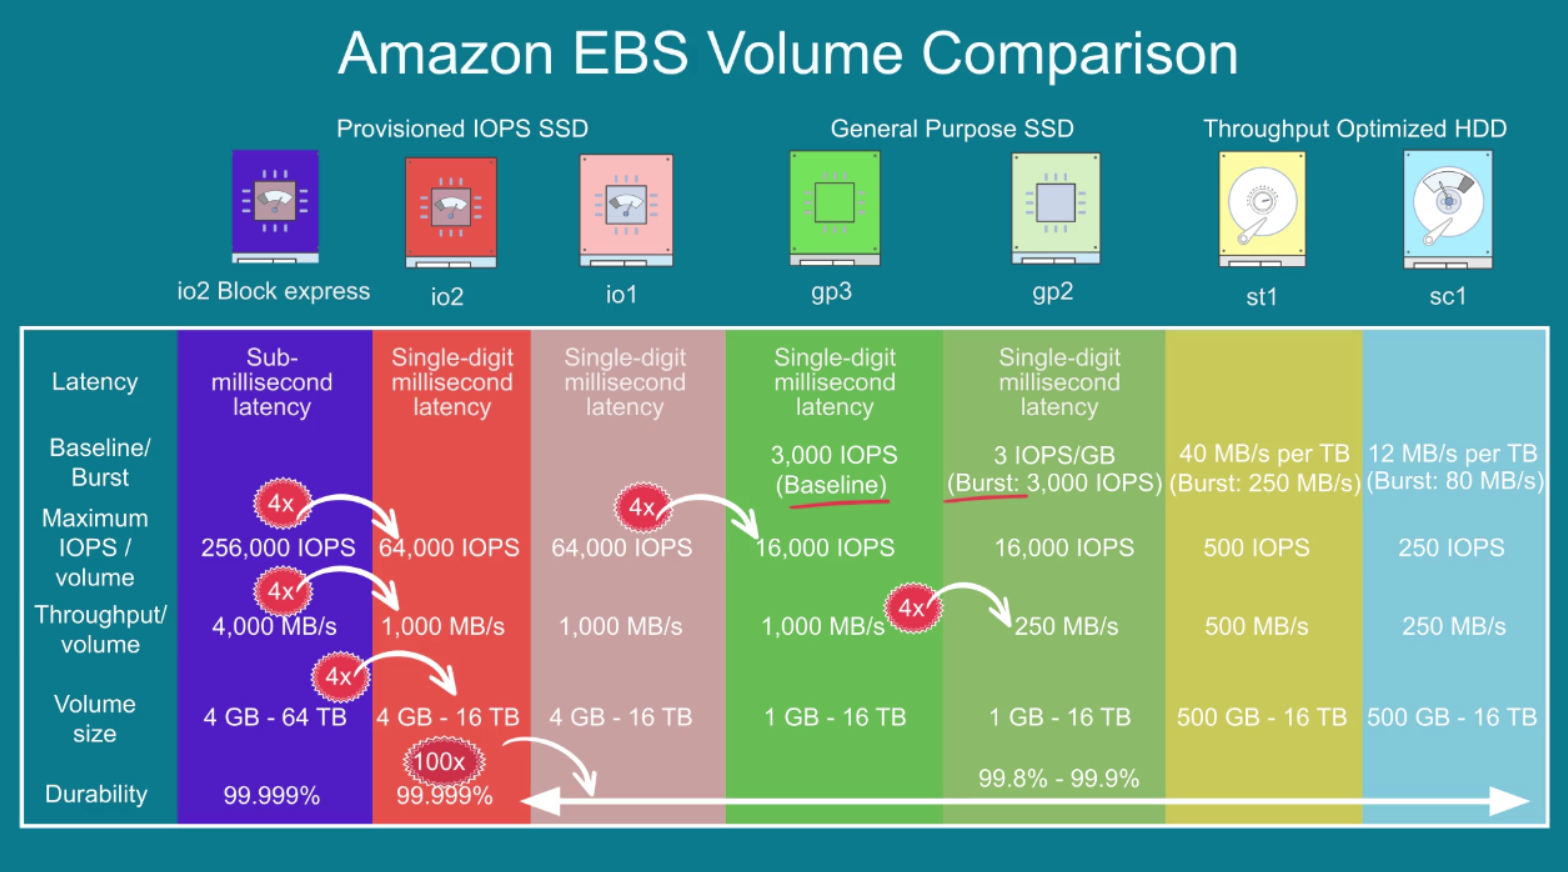 Amazon EBS Volume Comparison
Provisioned IOPS SSD
General Purpose SSD
Throughput Optimized HDD
io2 Block express
io2
io1
gp3
gp2
st1
sc1
Latency
Sub-
millisecond
latency
Single-digit
millisecond
latency
Single-digit
millisecond
latency
Single-digit
millisecond
latency
Single-digit
millisecond
latency
Baseline/
Burst
3,000 IOPS
(Baseline)
3 IOPS/GB
(Burst: 3,000 IOPS)
40 MB/s per TB
(Burst: 250 MB/s)
12 MB/s per TB
(Burst: 80 MB/s)
4x
4x
Maximum
IOPS /
volume
256,000 IOPS
64,000 IOPS
64,000 IOPS
16,000 IOPS
16,000 IOPS
500 IOPS
250 IOPS
4x
4x
Throughput/
volume
4,000 MB/s
1,000 MB/s
1,000 MB/s
1,000 MB/s
250 MB/s
500 MB/s
250 MB/s
4x
Volume
size
4 GB - 64 TB
4 GB - 16 TB
4 GB - 16 TB
1 GB - 16 TB
1 GB - 16 TB
500 GB - 16 TB
500 GB - 16 TB
100x
Durability
99.999%
99.999%
99.8% - 99.9%